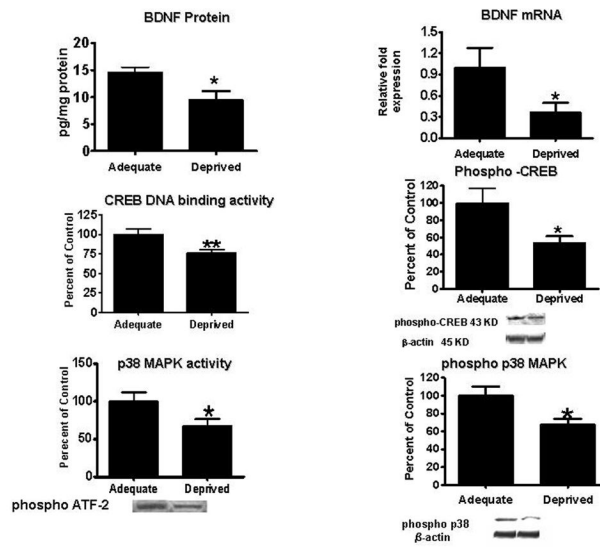 BDNF Protein
pg/mg protein
20
15
10
5
0
*
Adequate Deprived
BDNF mRNA
Relative fold
expression
1.5
1.2
0.9
0.6
0.3
0.0
*
Adequate Deprived
CREB DNA binding activity
Percent of Control
125
100
75
50
25
0
**
Adequate Deprived
Phospho -CREB
Percent of Control
120
100
80
60
40
20
0
*
Adequate Deprived
phospho-CREB 43 KD
β-actin 45 KD
p38 MAPK activity
Perecent of Control
150
100
50
0
*
Adequate Deprived
phospho ATF-2
phospho p38 MAPK
Percent of Control
120
100
80
60
40
20
0
*
Adequate Deprived
phospho p38
β-actin